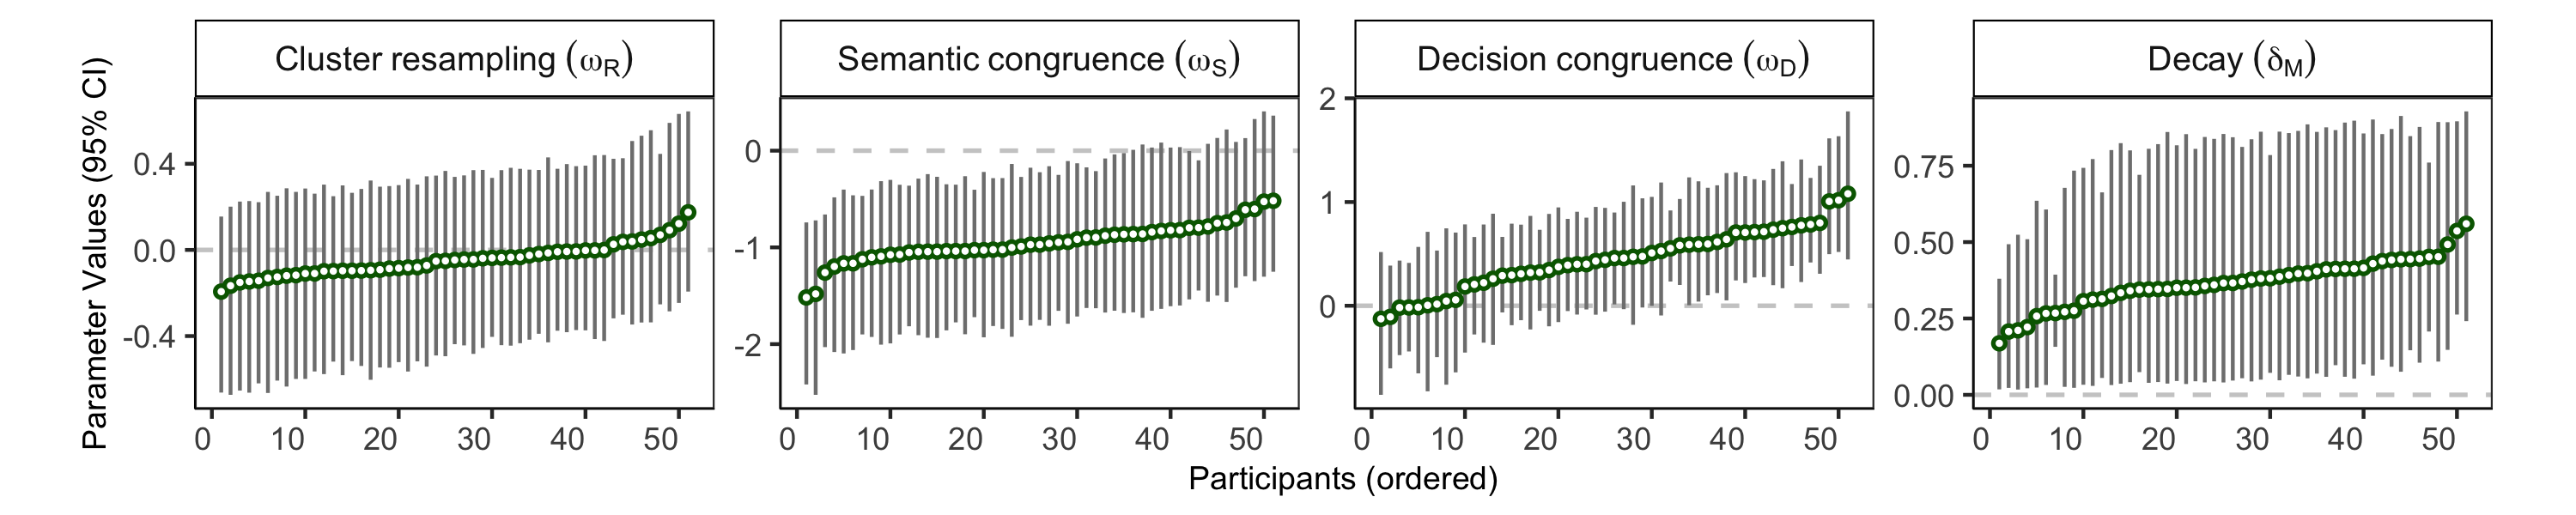 Cluster resampling (ωR)
Semantic congruence (ωS)
Decision congruence (ωD)
Decay (δM)
Parameter Values (95% CI)
0.4
0.0
-0.4
0
-1
-2
2
1
0
0.75
0.50
0.25
0.00
0 10 20 30 40 50
0 10 20 30 40 50
0 10 20 30 40 50
0 10 20 30 40 50
Participants (ordered)